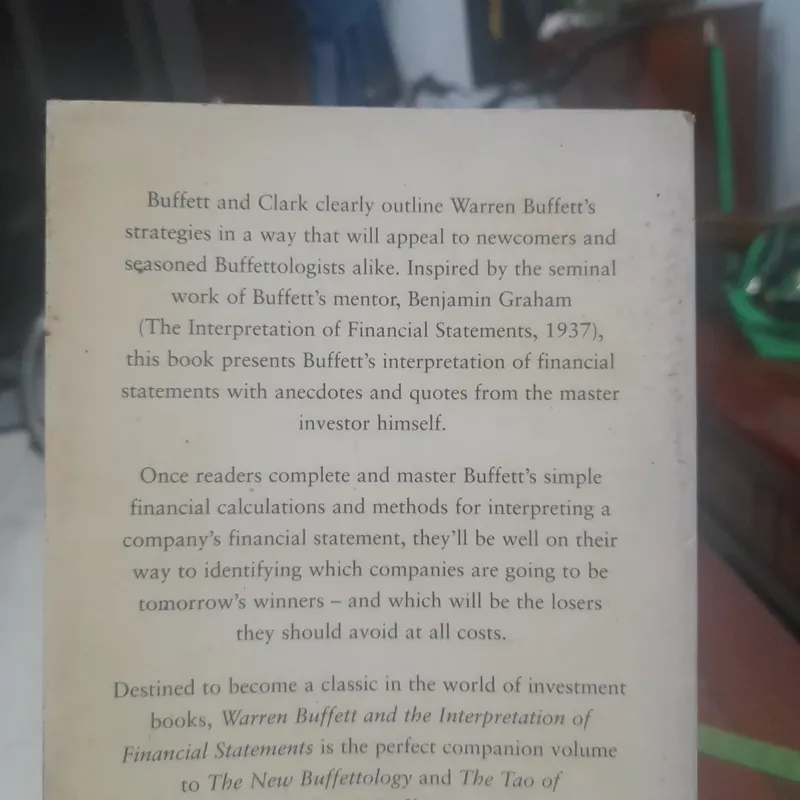 Buffett and Clark clearly outline Warren Buffett's
strategies in a way that will appeal to newcomers and
seasoned Buffettologists alike. Inspired by the seminal
work of Buffett's mentor, Benjamin Graham
(The Interpretation of Financial Statements, 1937),
this book presents Buffett's interpretation of financial
statements with anecdotes and quotes from the master
investor himself.
Once readers complete and master Buffett's simple
financial calculations and methods for interpreting a
company's financial statement, they'll be well on their
way to identifying which companies are going to be
tomorrow's winners – and which will be the losers
they should avoid at all costs.
Destined to become a classic in the world of investment
books, Warren Buffett and the Interpretation of
Financial Statements is the perfect companion volume
to The New Buffettology and The Tao of